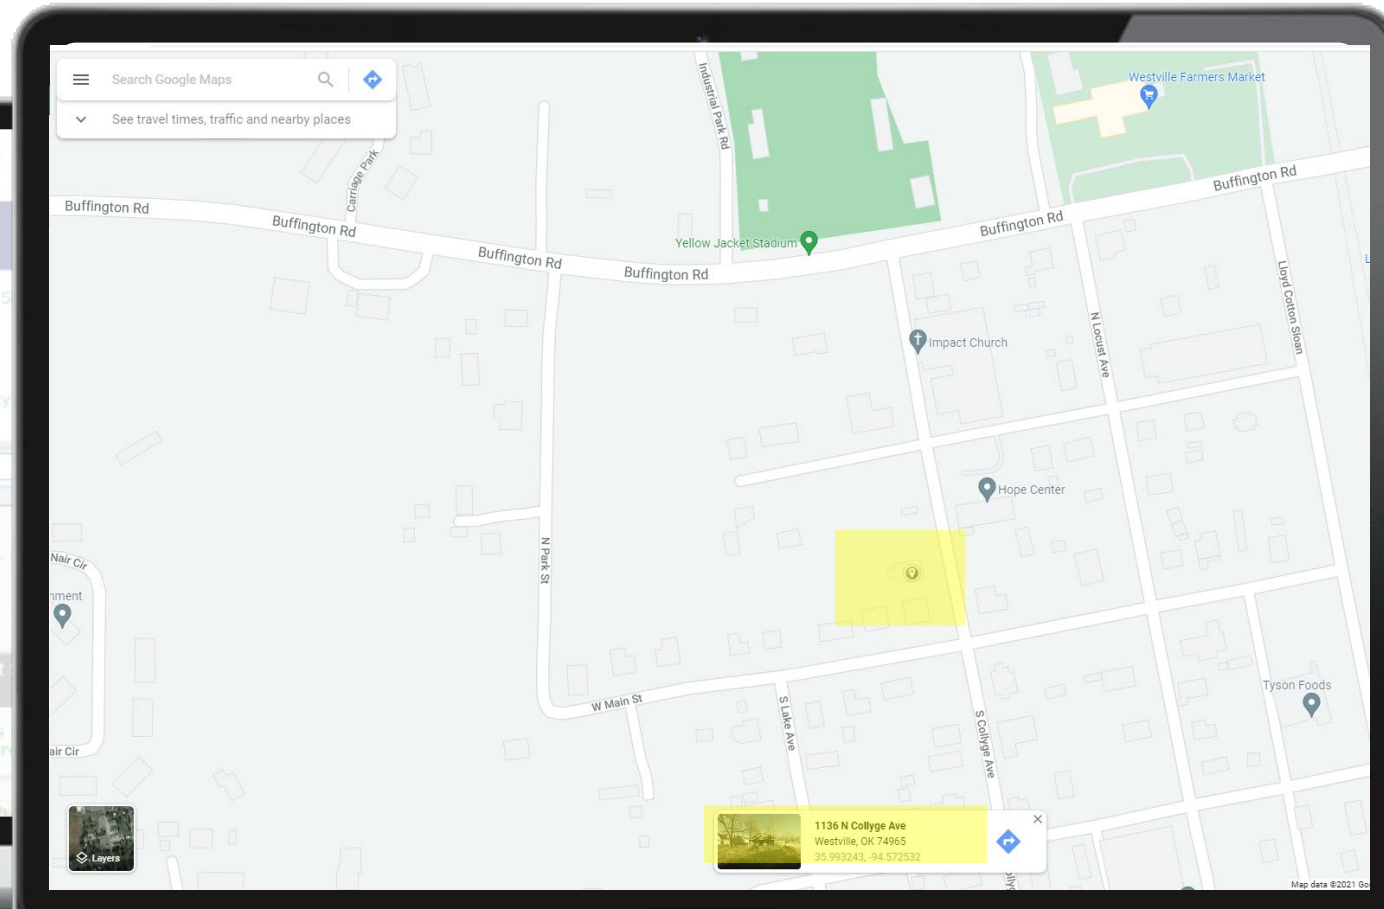 Search Google Maps
See travel times, traffic and nearby places
Westville Farmers Market
Industrial Park Rd
Carriage Park
Buffington Rd
Buffington Rd
Buffington Rd
Buffington Rd
Buffington Rd
Buffington Rd
Yellow Jacket Stadium
Lloyd Cotton Sloan
N Locust Ave
Impact Church
Hope Center
N Park St
Nair Cir
nment
W Main St
S Lake Ave
S Collyge Ave
Tyson Foods
air Cir
Layers
1136 N Collyge Ave
Westville, OK 74965
35.993243, -94.572532
Map data ©2021 Go